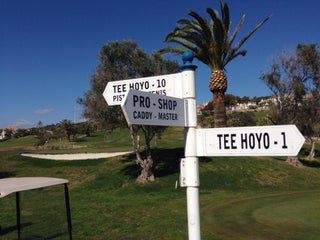 TEE HOYO - 10
PRO - SHOP
CADDY - MASTER
TEE HOYO - 1